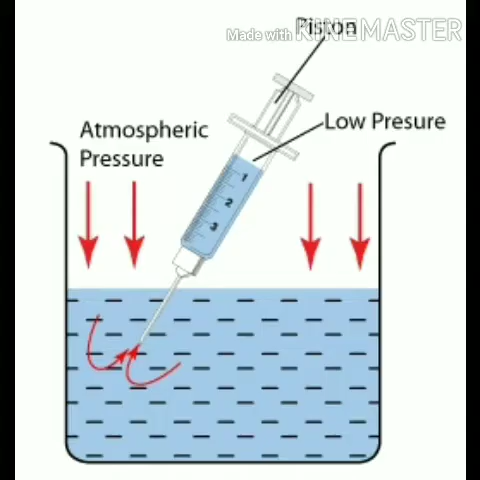 Made with KINEMASTER
Piston
Atmospheric
Pressure
Low Presure
1
2
3